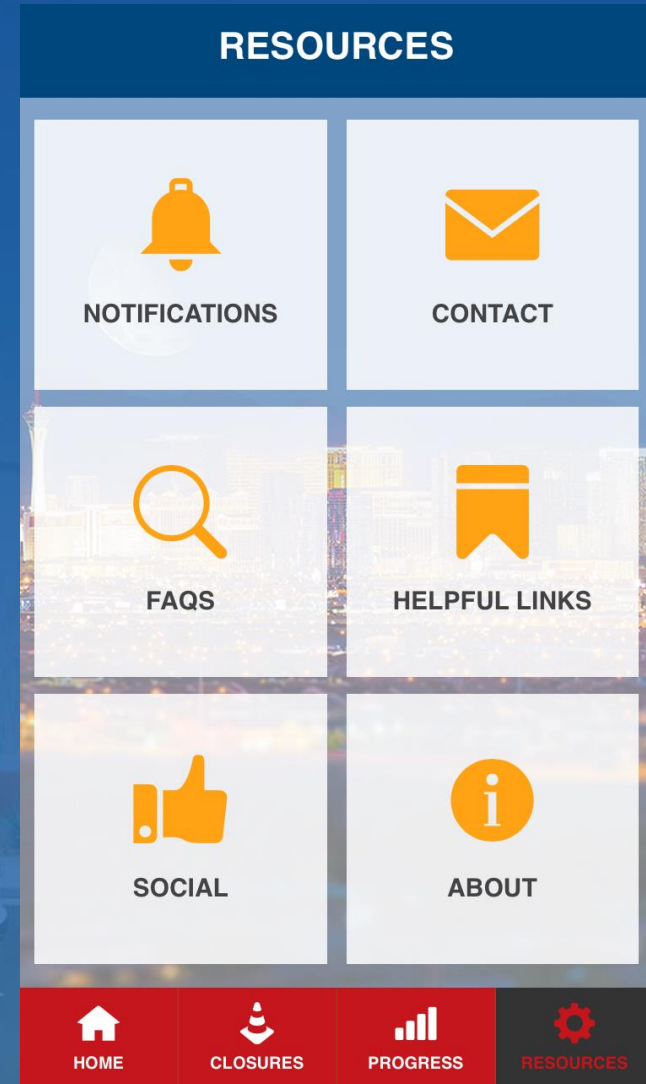 RESOURCES
NOTIFICATIONS
CONTACT
FAQS
HELPFUL LINKS
SOCIAL
ABOUT
HOME
CLOSURES
PROGRESS
RESOURCES